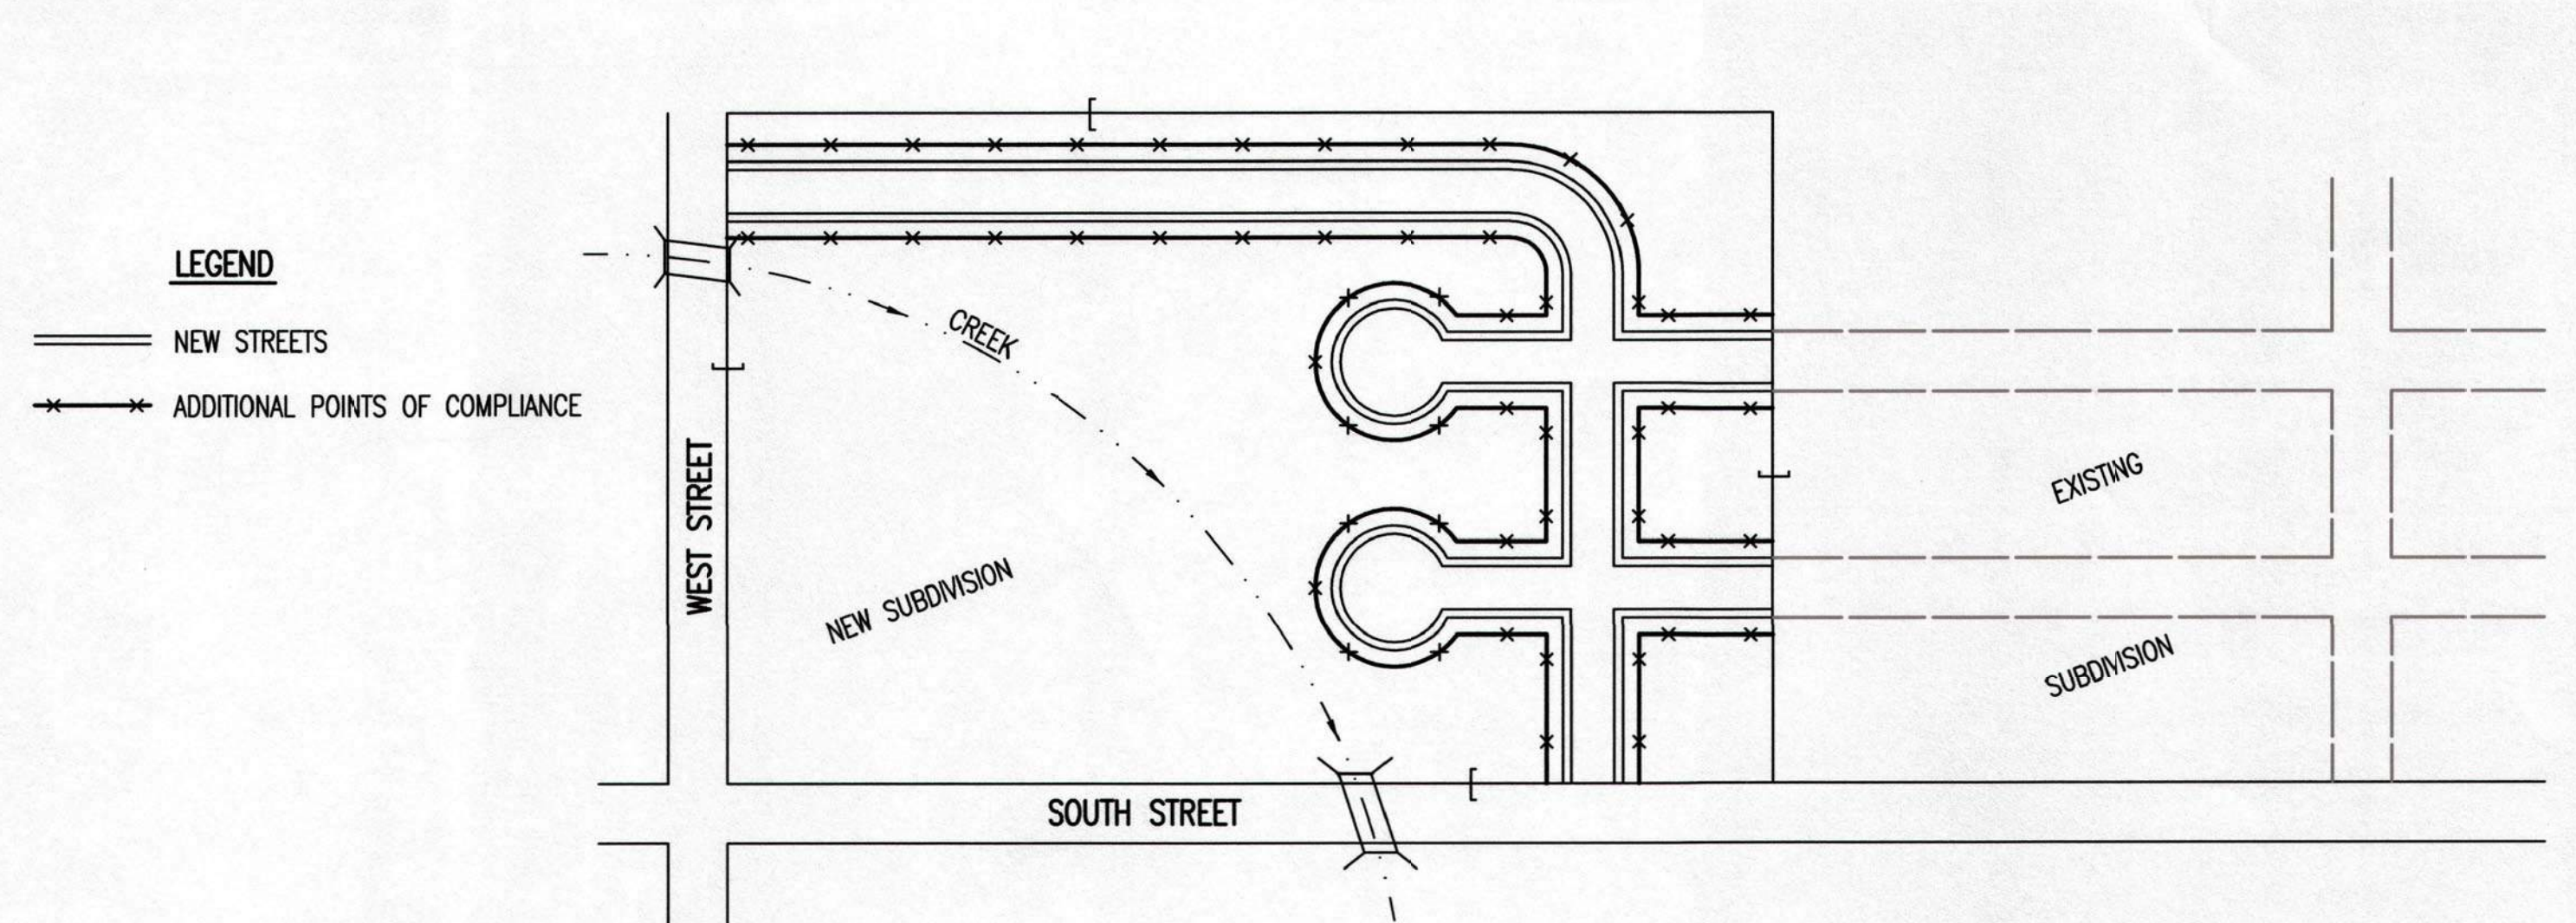 LEGEND
NEW STREETS
ADDITIONAL POINTS OF COMPLIANCE
WEST STREET
CREEK
NEW SUBDIVISION
SOUTH STREET
EXISTING
SUBDIVISION